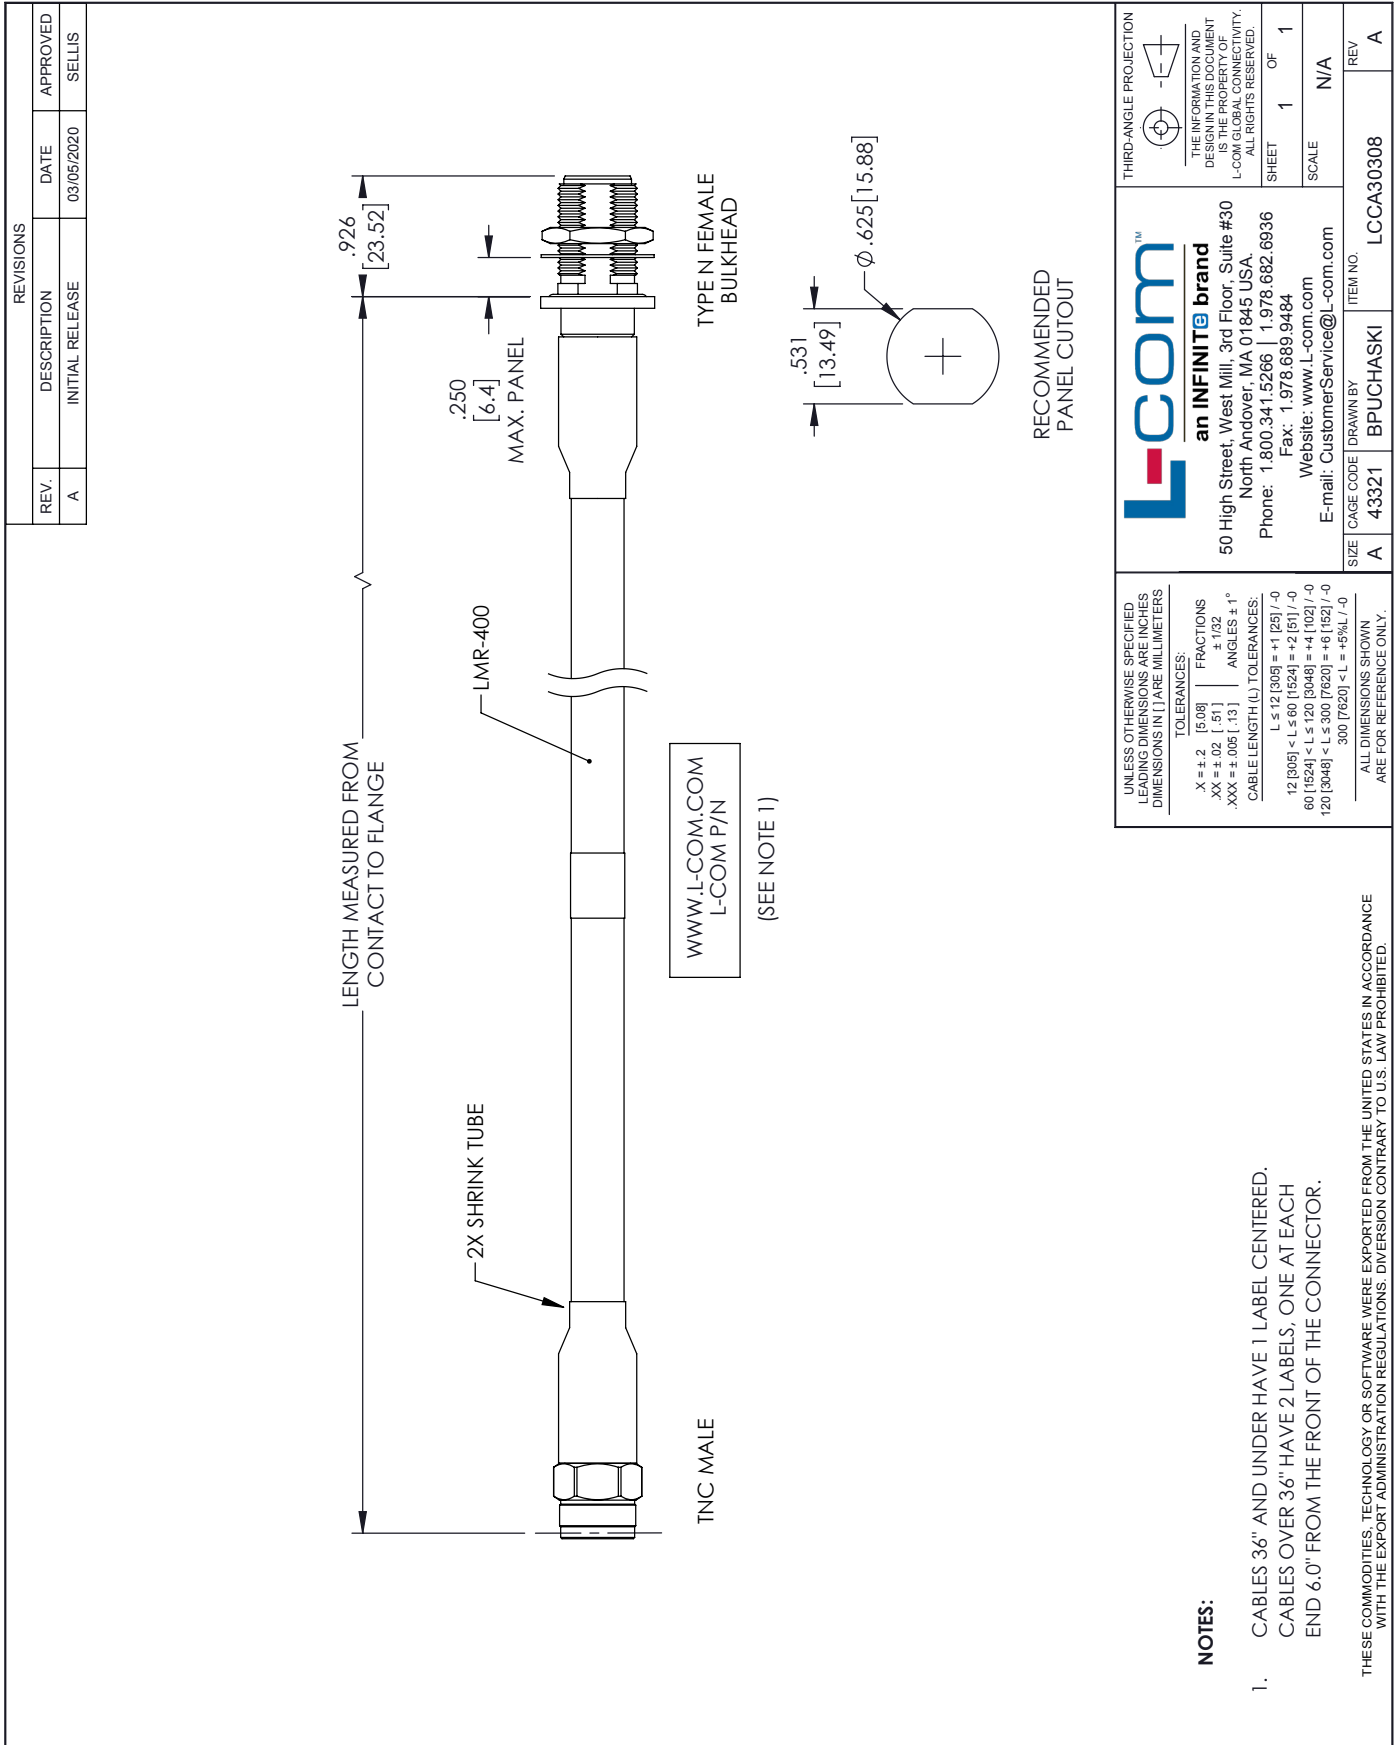 REVISIONS
REV. DESCRIPTION DATE APPROVED
A INITIAL RELEASE 03/05/2020 SELLIS
LENGTH MEASURED FROM
CONTACT TO FLANGE
.926
[23.52]
.250
[6.4]
MAX. PANEL
2X SHRINK TUBE
LMR-400
TNC MALE
WWW.L-COM.COM
L-COM P/N
(SEE NOTE 1)
TYPE N FEMALE
BULKHEAD
.531
[13.49]
Ø.625[15.88]
RECOMMENDED
PANEL CUTOUT
NOTES:
1. CABLES 36" AND UNDER HAVE 1 LABEL CENTERED.
CABLES OVER 36" HAVE 2 LABELS, ONE AT EACH
END 6.0" FROM THE FRONT OF THE CONNECTOR.
THESE COMMODITIES, TECHNOLOGY OR SOFTWARE WERE EXPORTED FROM THE UNITED STATES IN ACCORDANCE
WITH THE EXPORT ADMINISTRATION REGULATIONS. DIVERSION CONTRARY TO U.S. LAW PROHIBITED.
UNLESS OTHERWISE SPECIFIED
LEADING DIMENSIONS ARE INCHES
DIMENSIONS IN [ ] ARE MILLIMETERS
TOLERANCES:
.X = ±.2 [5.08] FRACTIONS
.XX = ±.02 [.51] ± 1/32
.XXX = ±.005 [.13] ANGLES ± 1°
CABLE LENGTH (L) TOLERANCES:
L ≤ 12 [305] = +1 [25] / -0
12 [305] < L ≤ 60 [1524] = +2 [51] / -0
60 [1524] < L ≤ 120 [3048] = +4 [102] / -0
120 [3048] < L ≤ 300 [7620] = +6 [152] / -0
300 [7620] < L = +5%L / -0
ALL DIMENSIONS SHOWN
ARE FOR REFERENCE ONLY.
L-com™
an INFINITe brand
50 High Street, West Mill, 3rd Floor, Suite #30
North Andover, MA 01845 USA.
Phone: 1.800.341.5266 | 1.978.682.6936
Fax: 1.978.689.9484
Website: www.L-com.com
E-mail: CustomerService@L-com.com
THIRD-ANGLE PROJECTION
THE INFORMATION AND
DESIGN IN THIS DOCUMENT
IS THE PROPERTY OF
L-COM GLOBAL CONNECTIVITY.
ALL RIGHTS RESERVED.
SHEET 1 OF 1
SCALE N/A
SIZE CAGE CODE DRAWN BY ITEM NO. REV
A 43321 BPUCHASKI LCCA30308 A